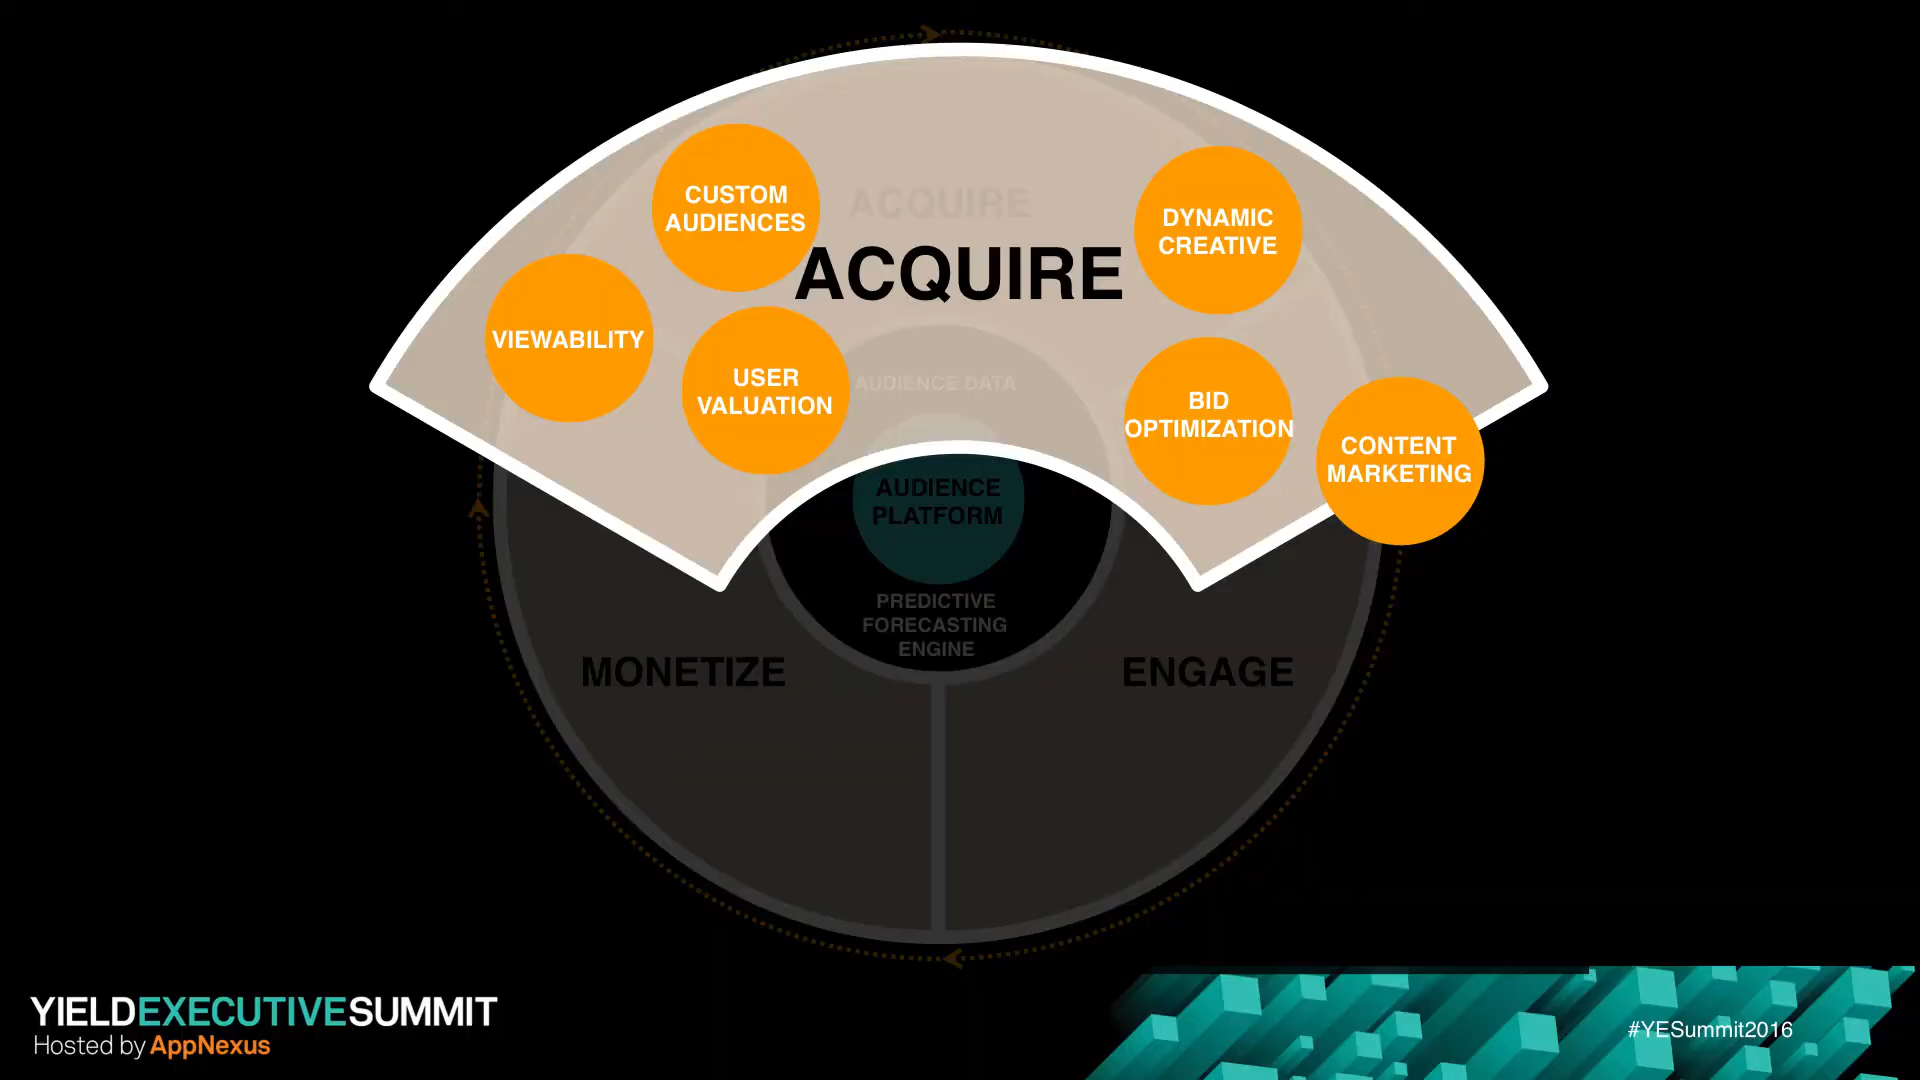 CUSTOM
AUDIENCES
ACQUIRE
DYNAMIC
CREATIVE
ACQUIRE
VIEWABILITY
USER
VALUATION
AUDIENCE DATA
BID
OPTIMIZATION
CONTENT
MARKETING
AUDIENCE
PLATFORM
PREDICTIVE
FORECASTING
ENGINE
MONETIZE
ENGAGE
YIELDEXECUTIVESUMMIT
Hosted by AppNexus
#YESummit2016